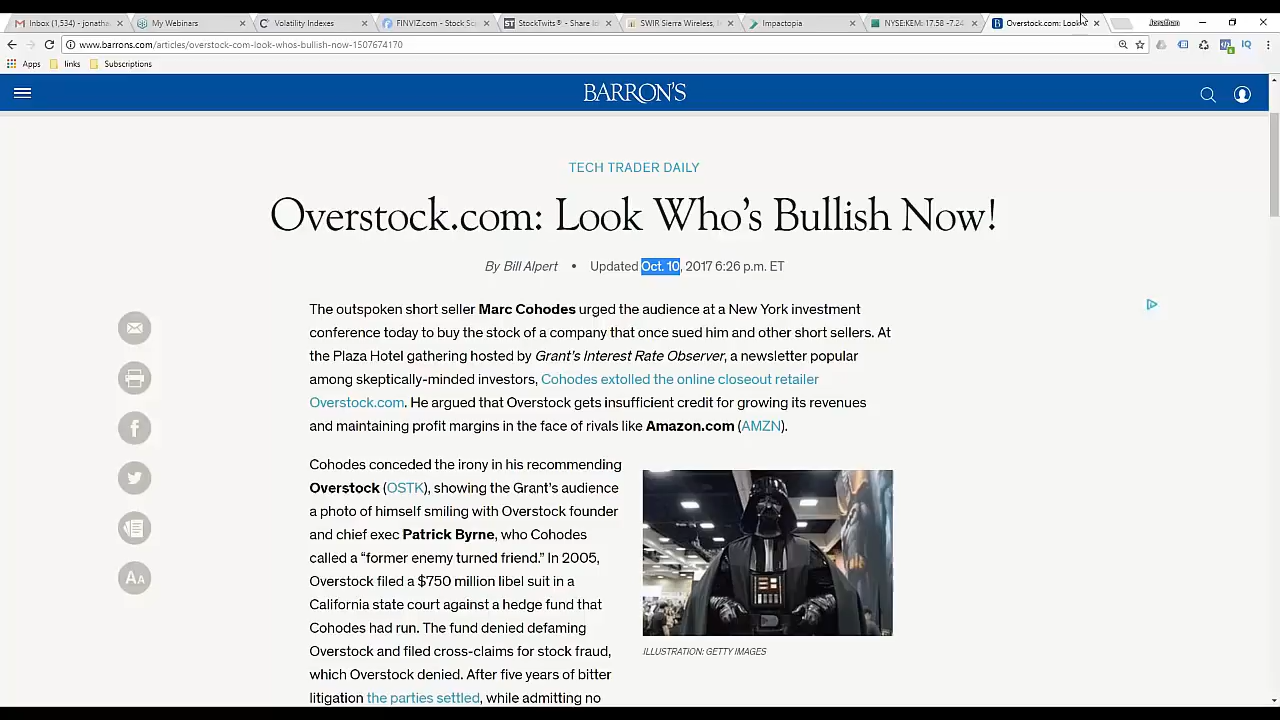 Inbox (1,534) - jonatha
My Webinars
Volatility Indexes
FINVIZ.com - Stock Sc
StockTwits® - Share Id
SWIR Sierra Wireless, I
Impactopia
NYSE:KEM: 17.58 -7.24
Overstock.com: Look
Jonathan
www.barrons.com/articles/overstock-com-look-whos-bullish-now-1507674170
Apps
links
Subscriptions
BARRON'S
TECH TRADER DAILY
Overstock.com: Look Who's Bullish Now!
By Bill Alpert • Updated Oct. 10, 2017 6:26 p.m. ET
The outspoken short seller Marc Cohodes urged the audience at a New York investment
conference today to buy the stock of a company that once sued him and other short sellers. At
the Plaza Hotel gathering hosted by Grant's Interest Rate Observer, a newsletter popular
among skeptically-minded investors, Cohodes extolled the online closeout retailer
Overstock.com. He argued that Overstock gets insufficient credit for growing its revenues
and maintaining profit margins in the face of rivals like Amazon.com (AMZN).
Cohodes conceded the irony in his recommending
Overstock (OSTK), showing the Grant's audience
a photo of himself smiling with Overstock founder
and chief exec Patrick Byrne, who Cohodes
called a “former enemy turned friend.” In 2005,
Overstock filed a $750 million libel suit in a
California state court against a hedge fund that
Cohodes had run. The fund denied defaming
Overstock and filed cross-claims for stock fraud,
which Overstock denied. After five years of bitter
litigation the parties settled, while admitting no
ILLUSTRATION: GETTY IMAGES
AA